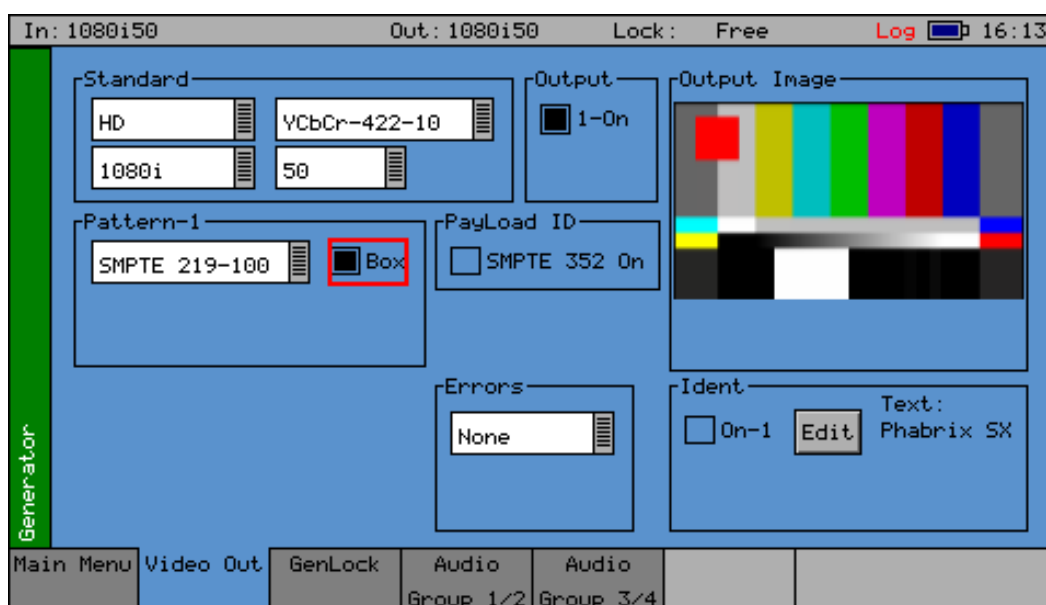 In: 1080i50 Out: 1080i50 Lock: Free Log 16:13
Standard
HD YCbCr-422-10
1080i 50
Output
1-On
Output Image
Pattern-1
SMPTE 219-100 Box
PayLoad ID
SMPTE 352 On
Errors
None
Ident
On-1 Edit Text:
Phabrix SX
Generator
Main Menu Video Out GenLock Audio Group 1/2 Audio Group 3/4